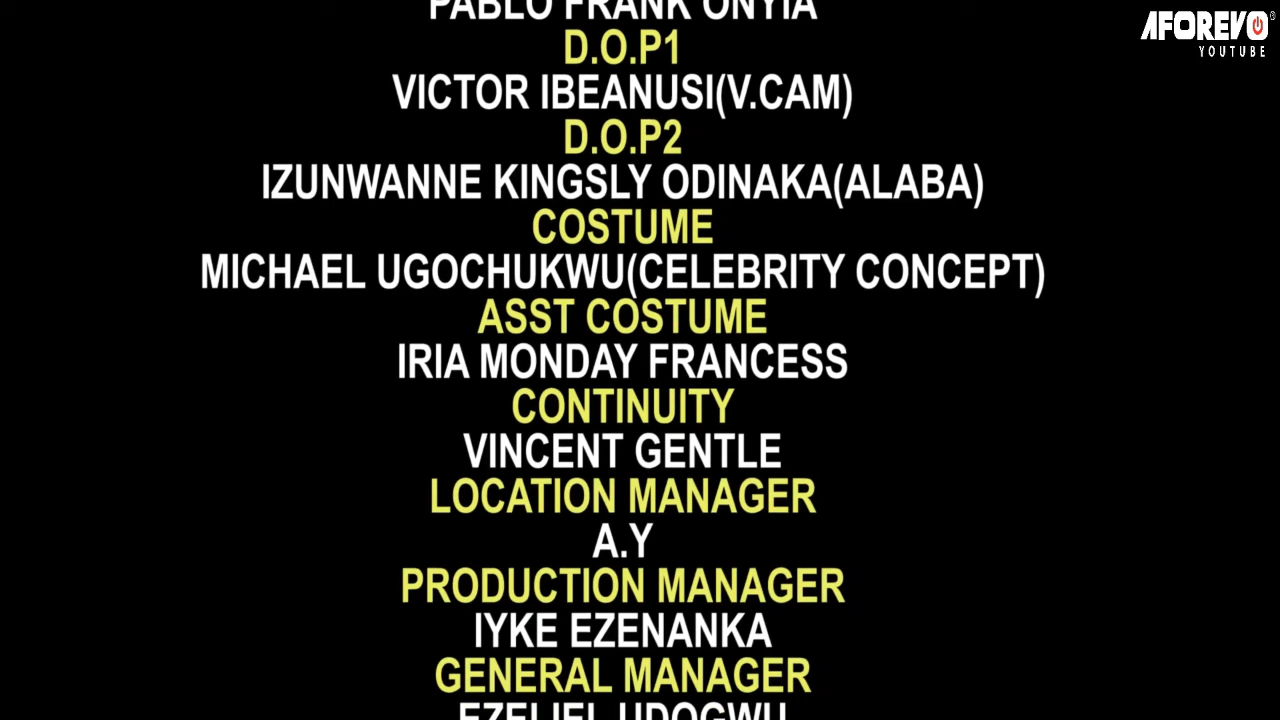 PABLO FRANK ONYIA
D.O.P1
VICTOR IBEANUSI(V.CAM)
D.O.P2
IZUNWANNE KINGSLY ODINAKA(ALABA)
COSTUME
MICHAEL UGOCHUKWU(CELEBRITY CONCEPT)
ASST COSTUME
IRIA MONDAY FRANCESS
CONTINUITY
VINCENT GENTLE
LOCATION MANAGER
A.Y
PRODUCTION MANAGER
IYKE EZENANKA
GENERAL MANAGER
UDOGWU
AFOREVO
YOUTUBE